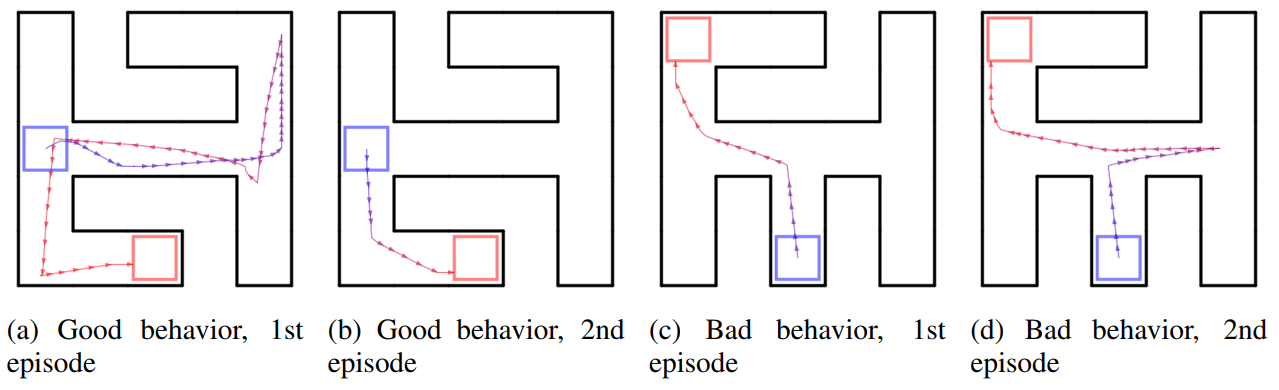 (a) Good behavior, 1st
episode
(b) Good behavior, 2nd
episode
(c) Bad behavior, 1st
episode
(d) Bad behavior, 2nd
episode